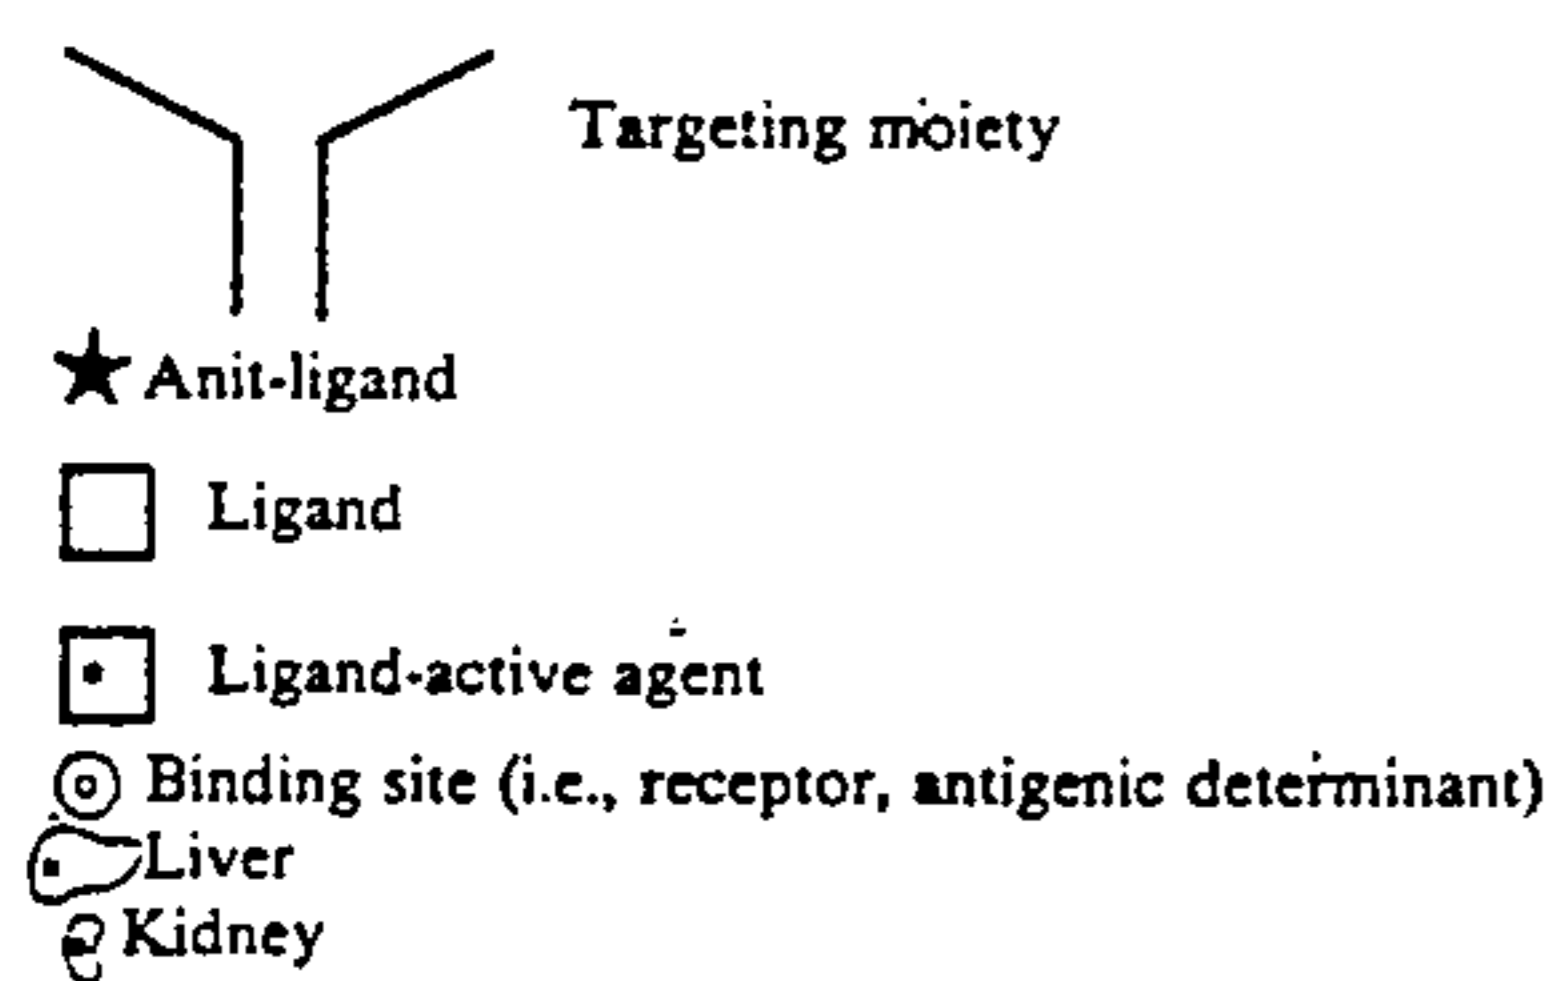 Targeting moiety
Anit-ligand
Ligand
Ligand-active agent
Binding site (i.e., receptor, antigenic determinant)
Liver
Kidney